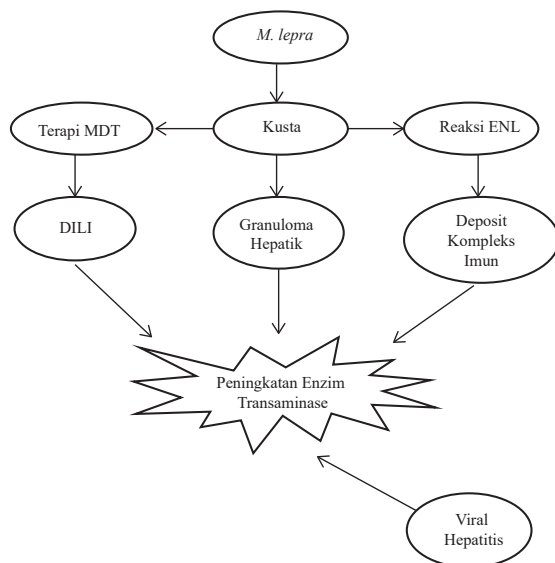 M. lepra
Terapi MDT
Kusta
Reaksi ENL
DILI
Granuloma
Hepatik
Deposit
Kompleks
Imun
Peningkatan Enzim
Transaminase
Viral
Hepatitis